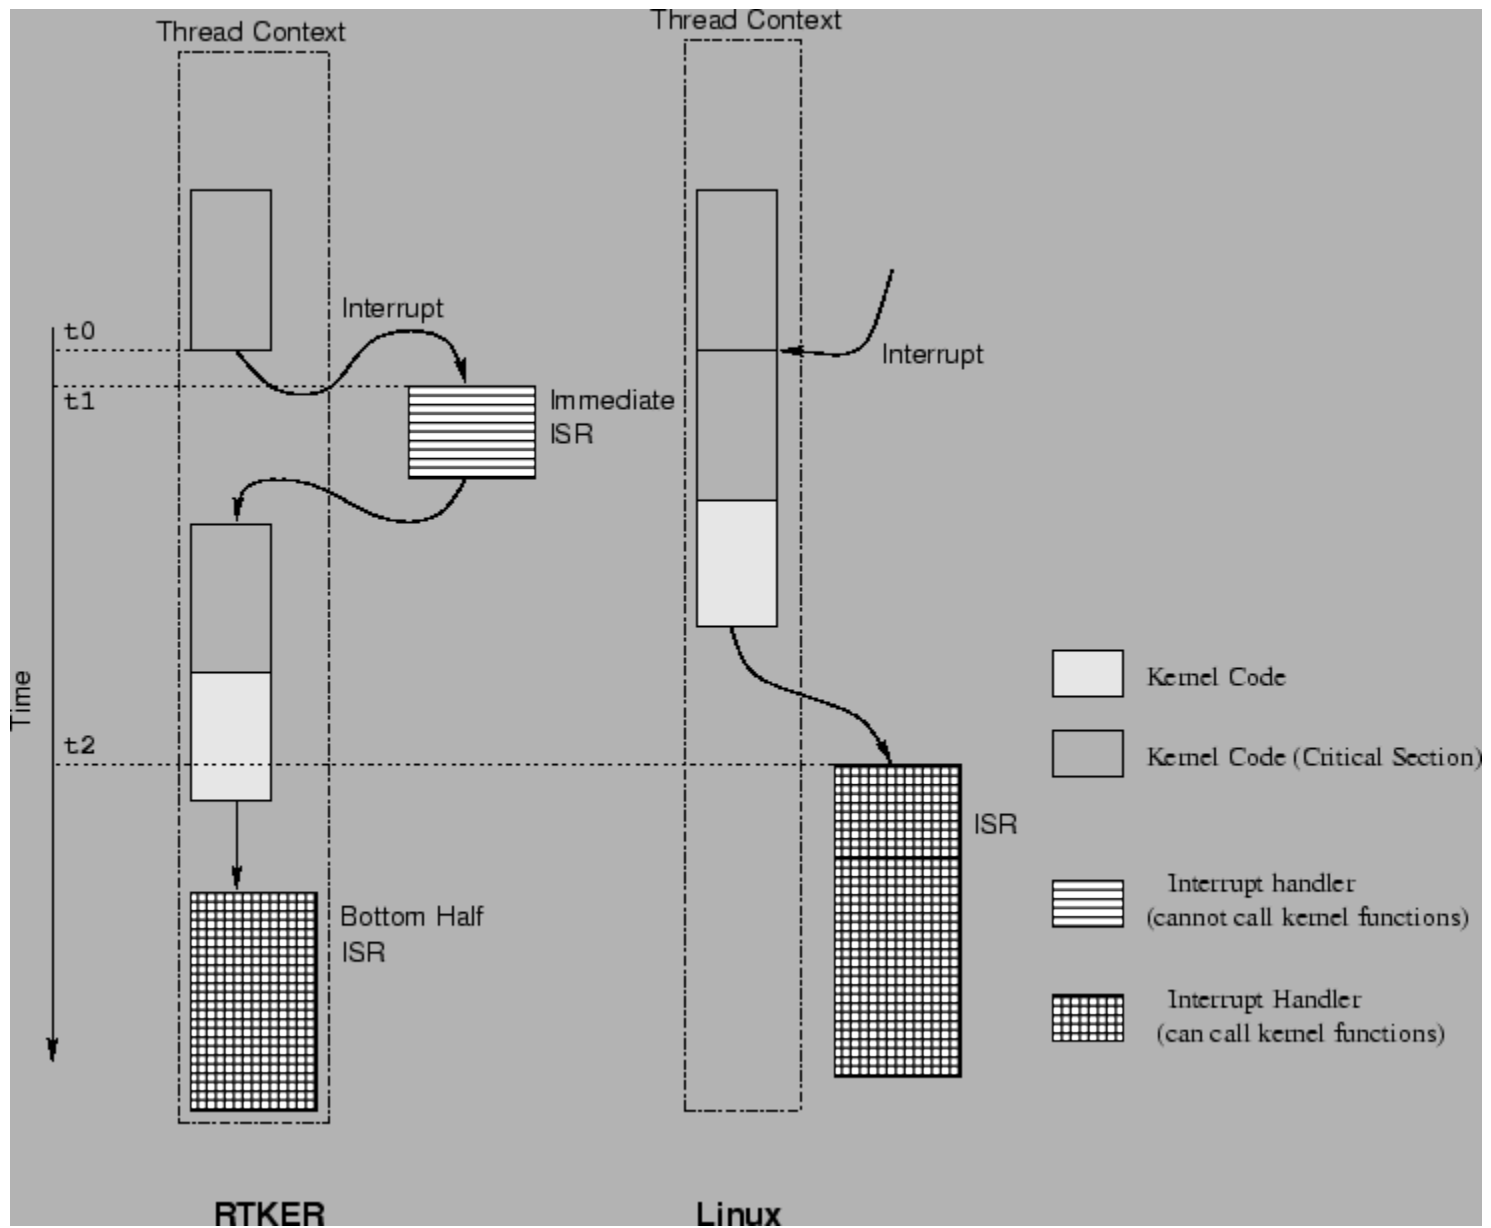 Thread Context
Thread Context
Interrupt
t0
Interrupt
t1
Immediate
ISR
Time
Kernel Code
t2
Kernel Code (Critical Section)
ISR
Interrupt handler
(cannot call kernel functions)
Bottom Half
ISR
Interrupt Handler
(can call kernel functions)
RTKER
Linux